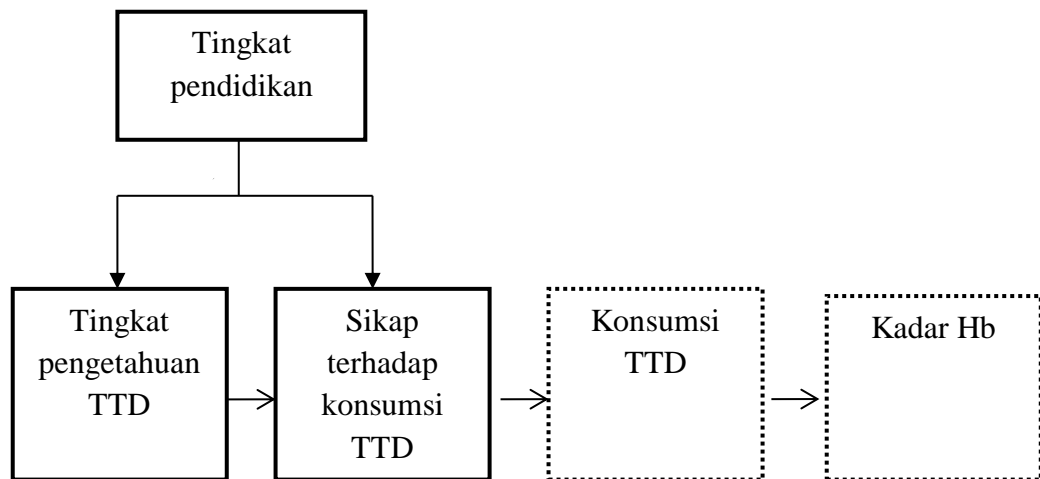 Tingkat
pendidikan
Tingkat
pengetahuan
TTD
Sikap
terhadap
konsumsi
TTD
Konsumsi
TTD
Kadar Hb